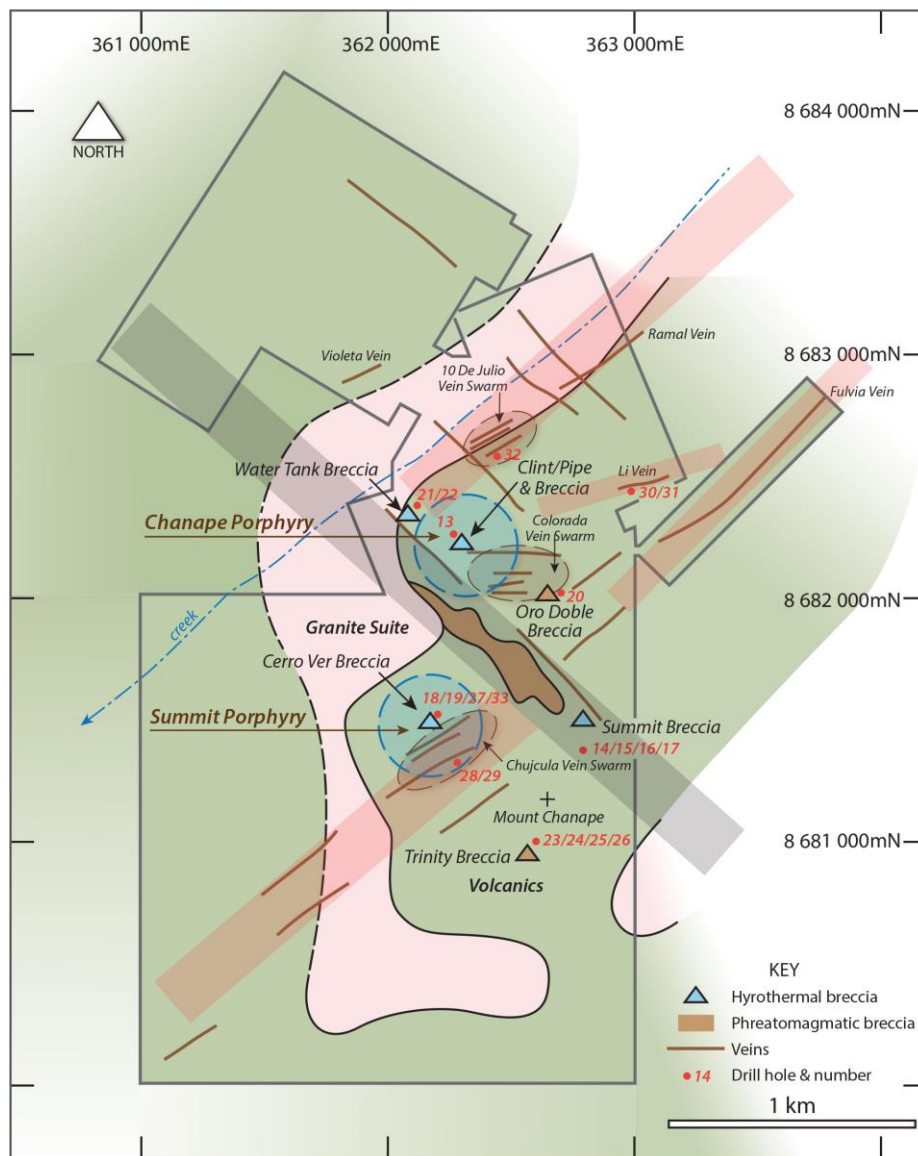 361 000mE
362 000mE
363 000mE
8 684 000mN
NORTH
Ramal Vein
8 683 000mN
Violeta Vein
10 De Julio
Vein Swarm
Fulvia Vein
32
Water Tank Breccia
Clint/Pipe
& Breccia
Li Vein
30/31
21/22
Chanape Porphyry
13
Colorada
Vein Swarm
20
8 682 000mN
Oro Doble
Breccia
creek
Granite Suite
Cerro Ver Breccia
18/19/27/33
Summit Porphyry
Summit Breccia
14/15/16/17
Chujcula Vein Swarm
28/29
Mount Chanape
23/24/25/26
8 681 000mN
Trinity Breccia
Volcanics
KEY
Hyrothermal breccia
Phreatomagmatic breccia
Veins
14 Drill hole & number
1 km